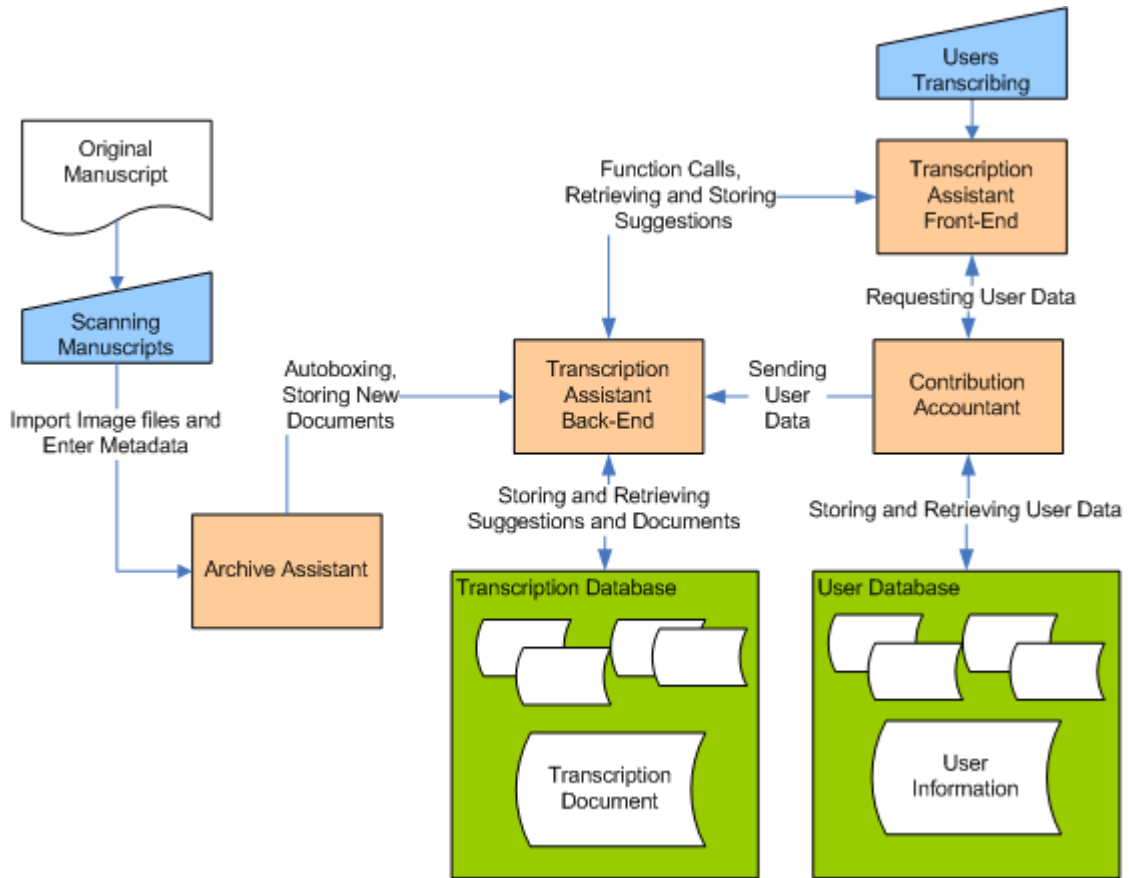 Users
Transcribing
Original
Manuscript
Function Calls,
Retrieving and Storing
Suggestions
Transcription
Assistant
Front-End
Requesting User Data
Scanning
Manuscripts
Autoboxing,
Storing New
Documents
Transcription
Assistant
Back-End
Sending
User
Data
Contribution
Accountant
Import Image files and
Enter Metadata
Storing and Retrieving
Suggestions and Documents
Storing and Retrieving User Data
Archive Assistant
Transcription Database
User Database
Transcription
Document
User
Information